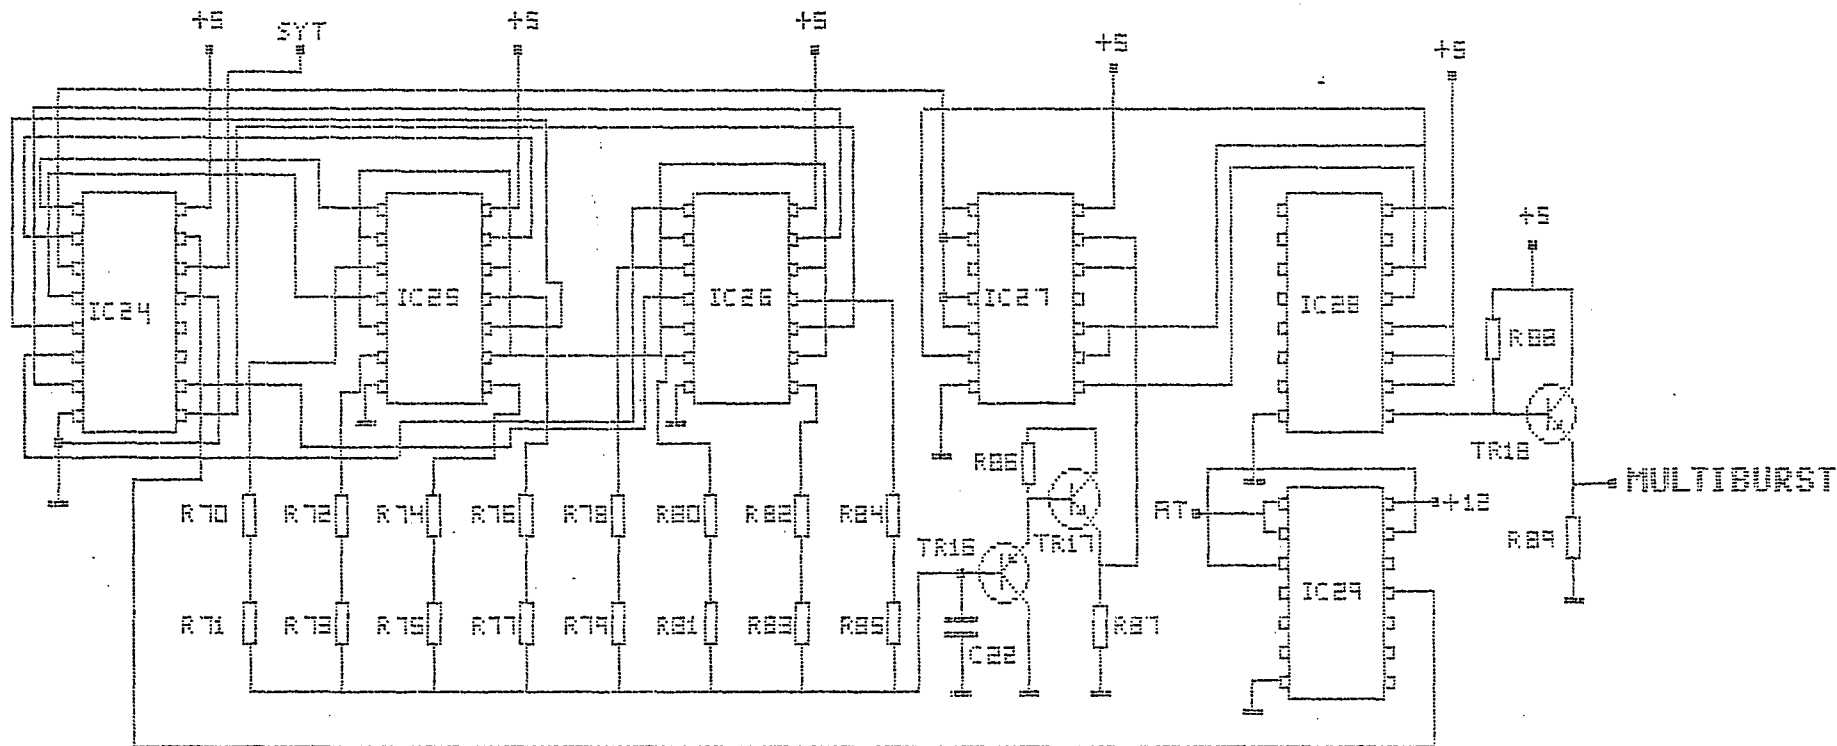 +5
SYT
+5
+5
+5
+5
+5
IC24
IC25
IC26
IC27
IC28
R88
TR18
R86
MULTIBURST
R70
R72
R74
R76
R78
R80
R82
R84
TR17
AT
+12
R89
TR16
IC29
R71
R73
R75
R77
R79
R81
R83
R85
C22
R87